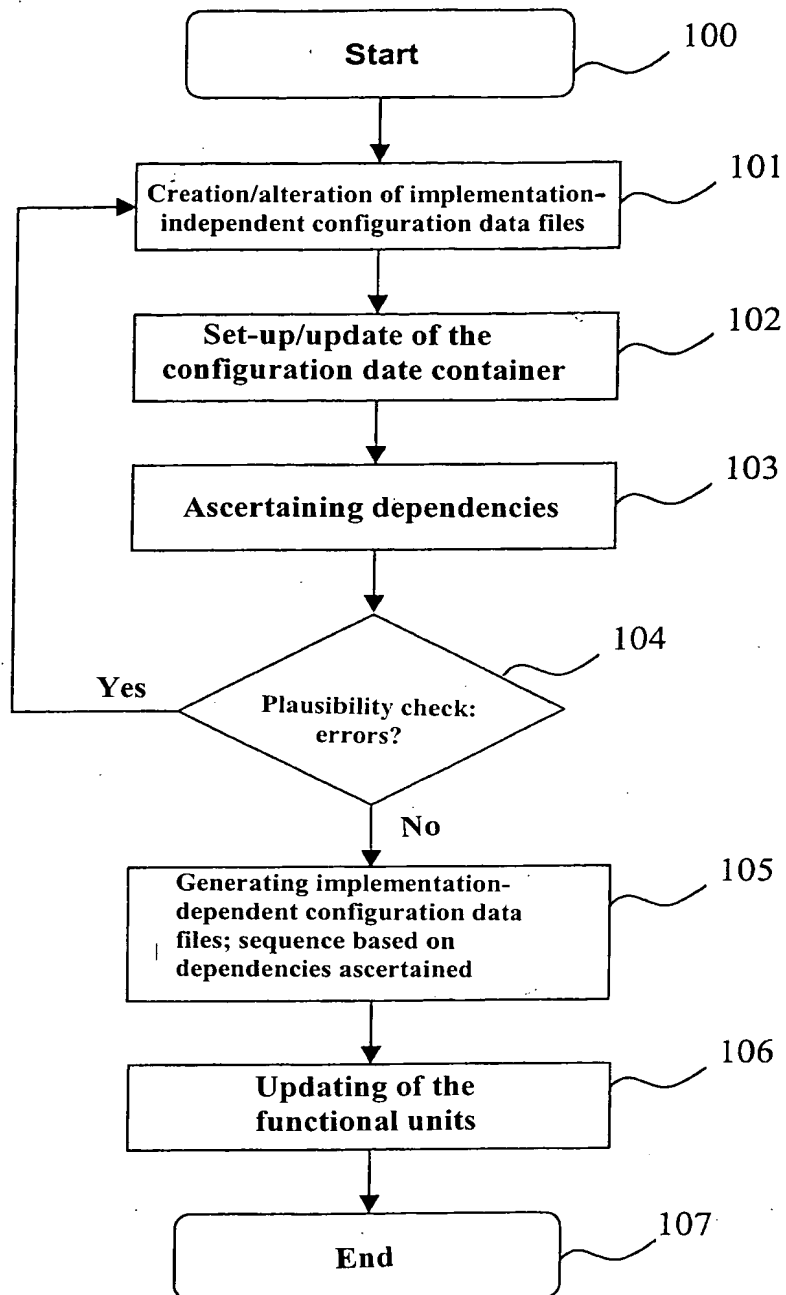 Start
100
101
Creation/alteration of implementation-
independent configuration data files
102
Set-up/update of the
configuration date container
103
Ascertaining dependencies
104
Yes
Plausibility check:
errors?
No
105
Generating implementation-
dependent configuration data
files; sequence based on
dependencies ascertained
106
Updating of the
functional units
107
End